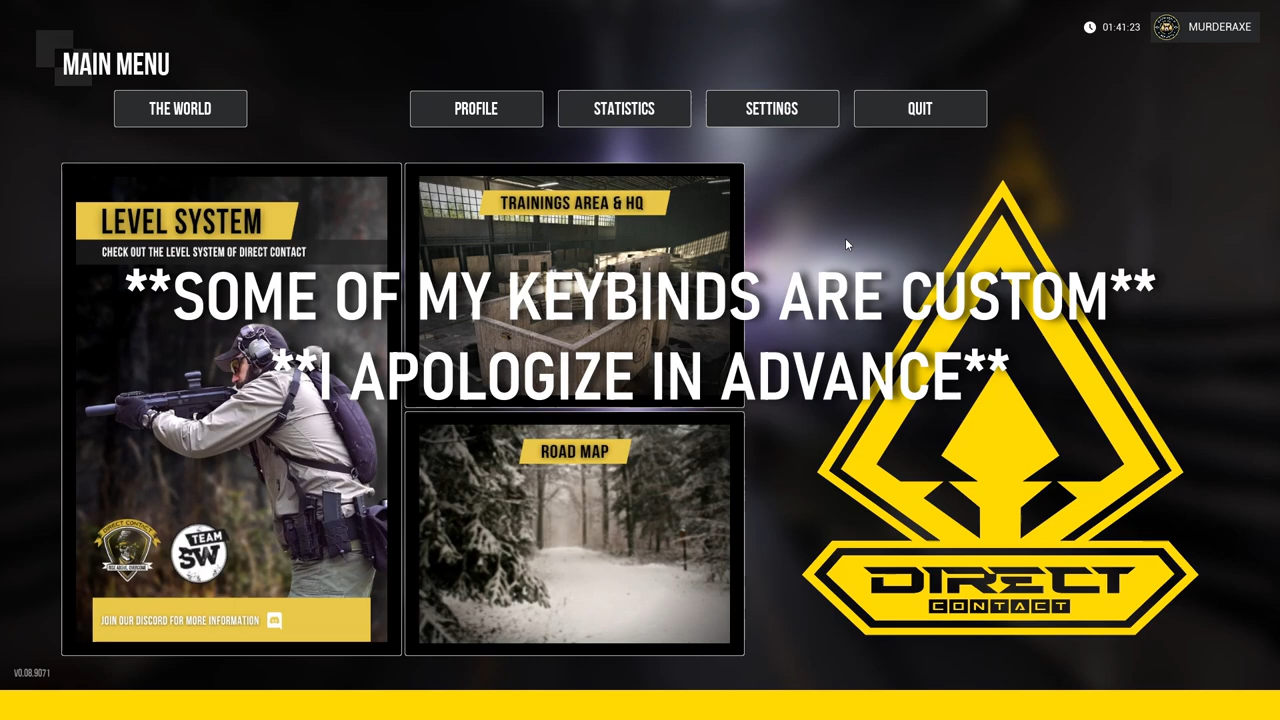 01:41:23
MURDERAXE
MAIN MENU
THE WORLD
PROFILE
STATISTICS
SETTINGS
QUIT
LEVEL SYSTEM
CHECK OUT THE LEVEL SYSTEM OF DIRECT CONTACT
TRAININGS AREA & HQ
**SOME OF MY KEYBINDS ARE CUSTOM**
**I APOLOGIZE IN ADVANCE**
ROAD MAP
DIRECT CONTACT
TEAM
SW
JOIN OUR DISCORD FOR MORE INFORMATION
DIRECT
CONTACT
V0.08.9071